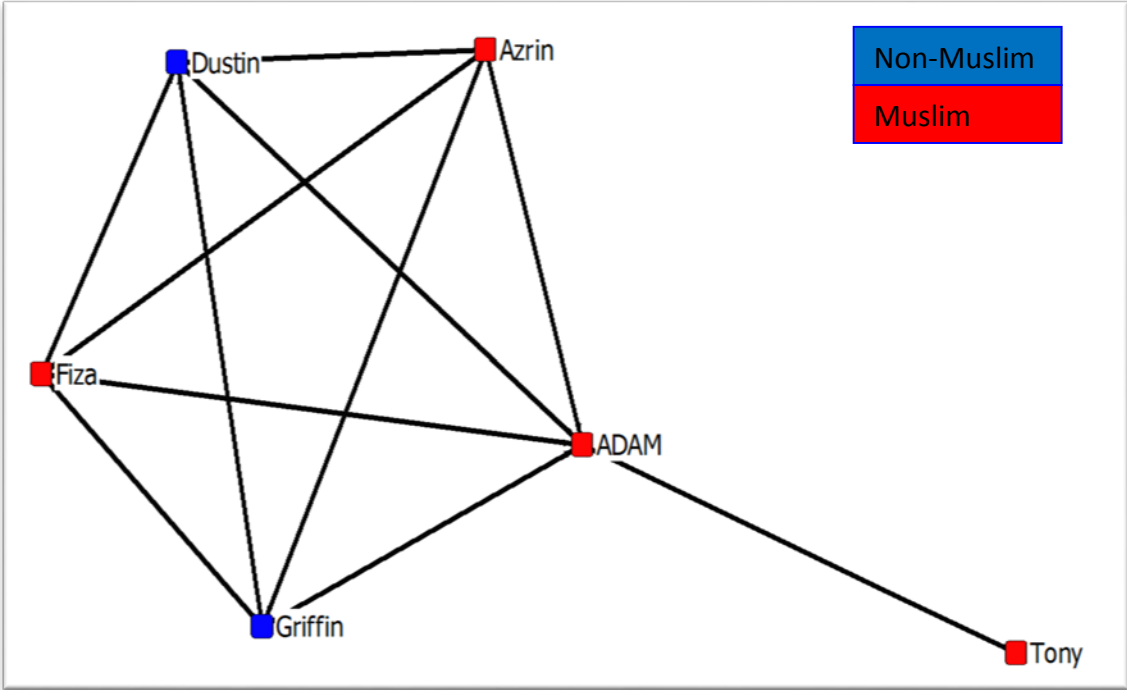 Dustin
Azrin
Non-Muslim
Muslim
Fiza
ADAM
Griffin
Tony